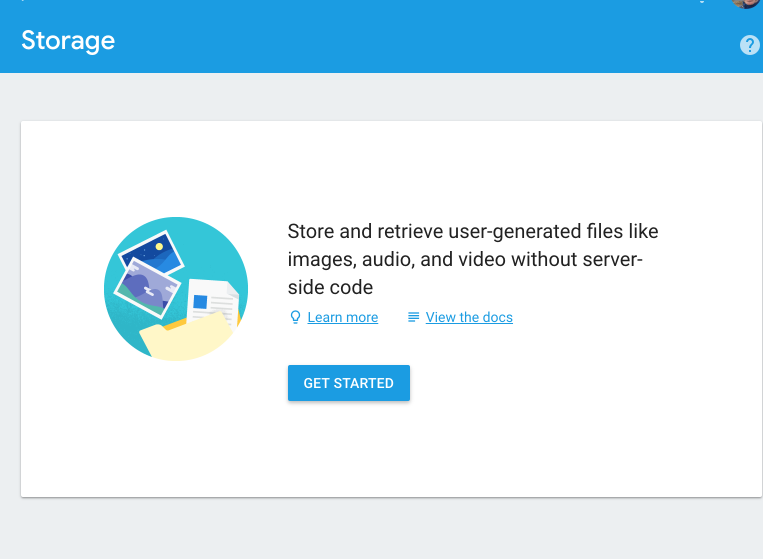 Storage
Store and retrieve user-generated files like
images, audio, and video without server-
side code
Learn more
View the docs
GET STARTED